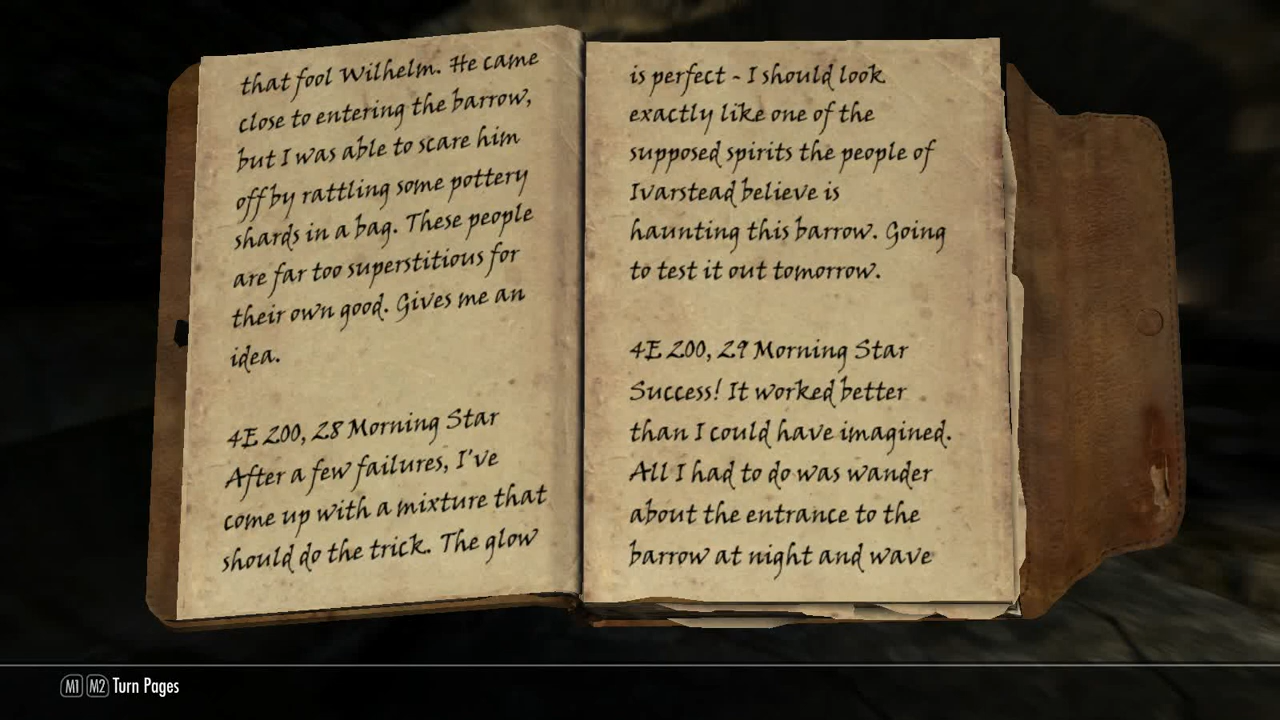 that fool Wilhelm. He came
close to entering the barrow,
but I was able to scare him
off by rattling some pottery
shards in a bag. These people
are far too superstitious for
their own good. Gives me an
idea.
4E 200, 28 Morning Star
After a few failures, I've
come up with a mixture that
should do the trick. The glow
is perfect - I should look
exactly like one of the
supposed spirits the people of
Ivarstead believe is
haunting this barrow. Going
to test it out tomorrow.
4E 200, 29 Morning Star
Success! It worked better
than I could have imagined.
All I had to do was wander
about the entrance to the
barrow at night and wave
M1 M2 Turn Pages